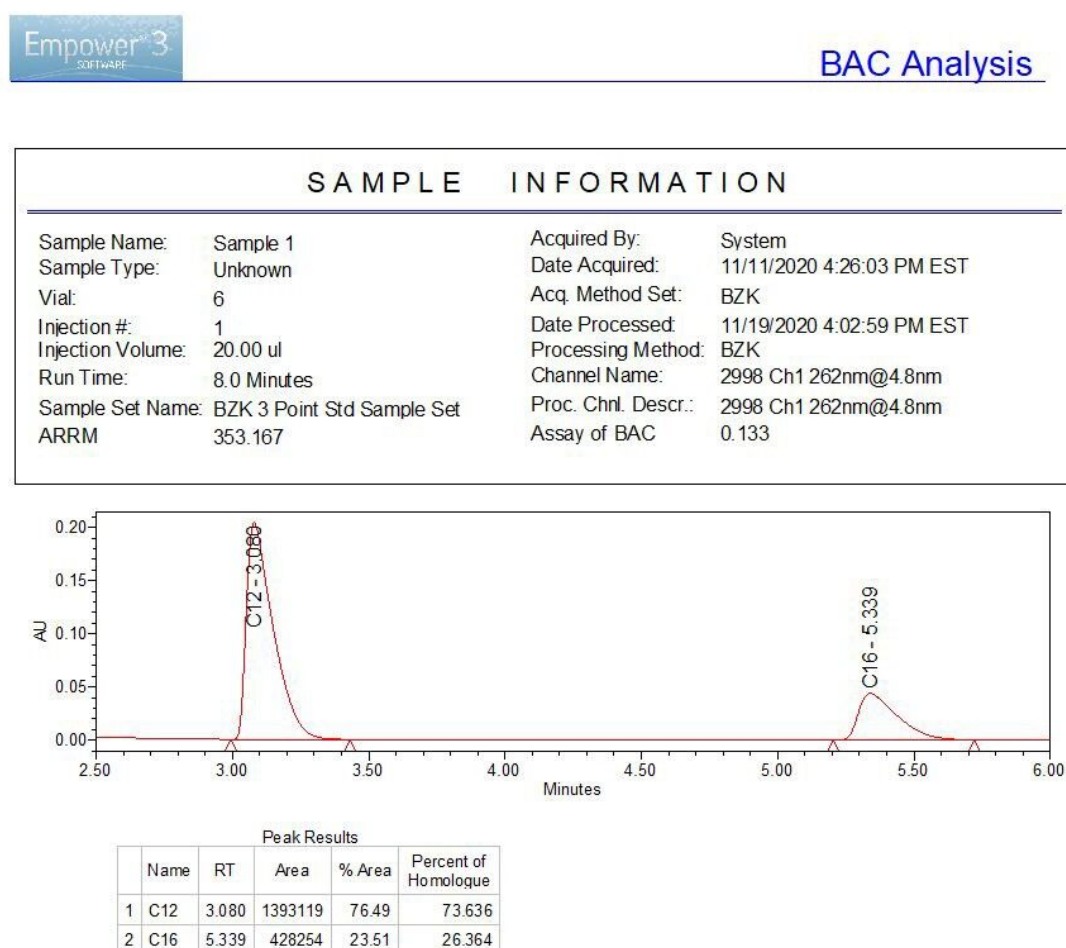 Empower 3
SOFTWARE
BAC Analysis
SAMPLE INFORMATION
Sample Name: Sample 1
Sample Type: Unknown
Vial: 6
Injection #: 1
Injection Volume: 20.00 ul
Run Time: 8.0 Minutes
Sample Set Name: BZK 3 Point Std Sample Set
ARRM 353.167
Acquired By: System
Date Acquired: 11/11/2020 4:26:03 PM EST
Acq. Method Set: BZK
Date Processed: 11/19/2020 4:02:59 PM EST
Processing Method: BZK
Channel Name: 2998 Ch1 262nm@4.8nm
Proc. Chnl. Descr.: 2998 Ch1 262nm@4.8nm
Assay of BAC 0.133
AU
0.20
0.15
0.10
0.05
0.00
C12 - 3.080
C16 - 5.339
2.50 3.00 3.50 4.00 4.50 5.00 5.50 6.00
Minutes
Peak Results
Name RT Area % Area Percent of Homologue
1 C12 3.080 1393119 76.49 73.636
2 C16 5.339 428254 23.51 26.364